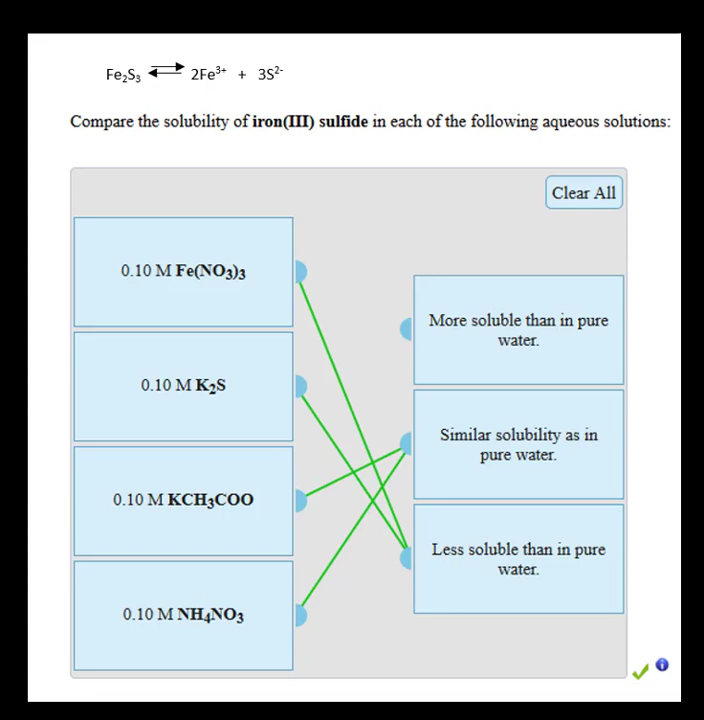 Fe₂S₃ ⇌ 2Fe³⁺ + 3S²⁻
Compare the solubility of iron(III) sulfide in each of the following aqueous solutions:
Clear All
0.10 M Fe(NO₃)₃
0.10 M K₂S
0.10 M KCH₃COO
0.10 M NH₄NO₃
More soluble than in pure
water.
Similar solubility as in
pure water.
Less soluble than in pure
water.